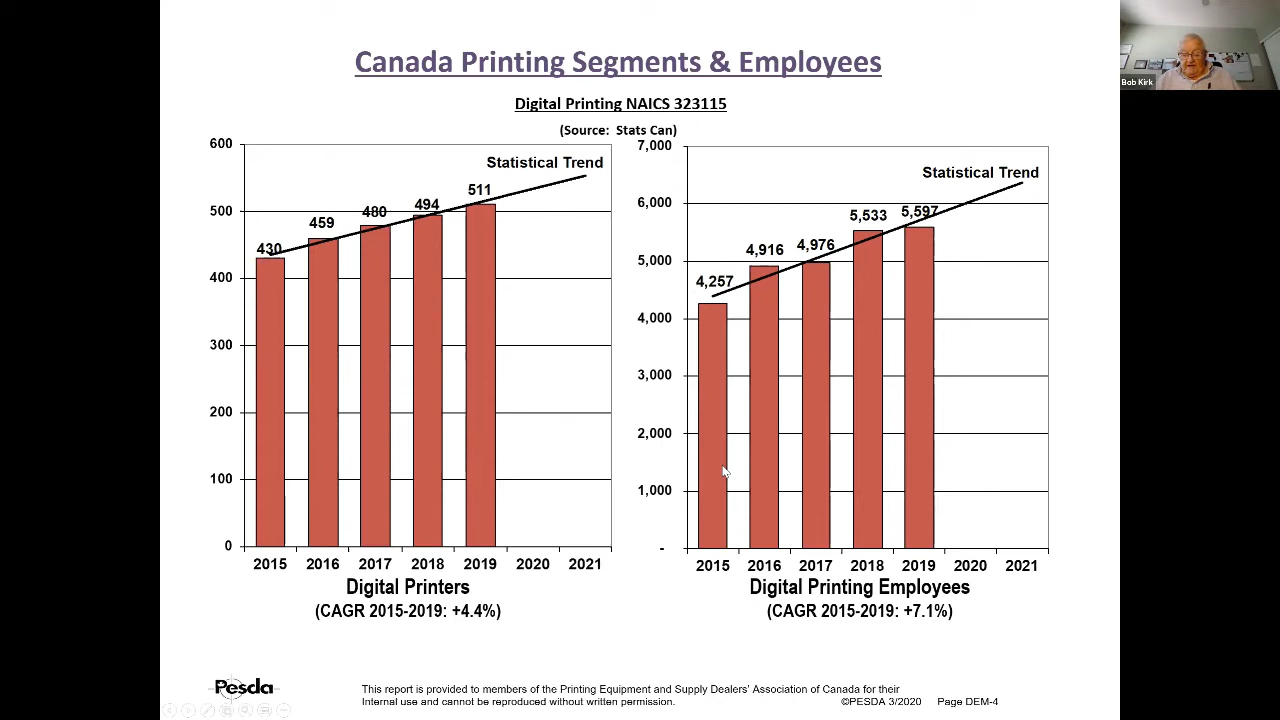 Canada Printing Segments & Employees
Digital Printing NAICS 323115
(Source: Stats Can)
600
500
400
300
200
100
0
Statistical Trend
430
459
480
494
511
2015 2016 2017 2018 2019 2020 2021
Digital Printers
(CAGR 2015-2019: +4.4%)
7,000
6,000
5,000
4,000
3,000
2,000
1,000
-
Statistical Trend
4,257
4,916
4,976
5,533
5,597
2015 2016 2017 2018 2019 2020 2021
Digital Printing Employees
(CAGR 2015-2019: +7.1%)
Pesda
This report is provided to members of the Printing Equipment and Supply Dealers' Association of Canada for their
Internal use and cannot be reproduced without written permission.
©PESDA 3/2020 Page DEM-4
Bob Kirk